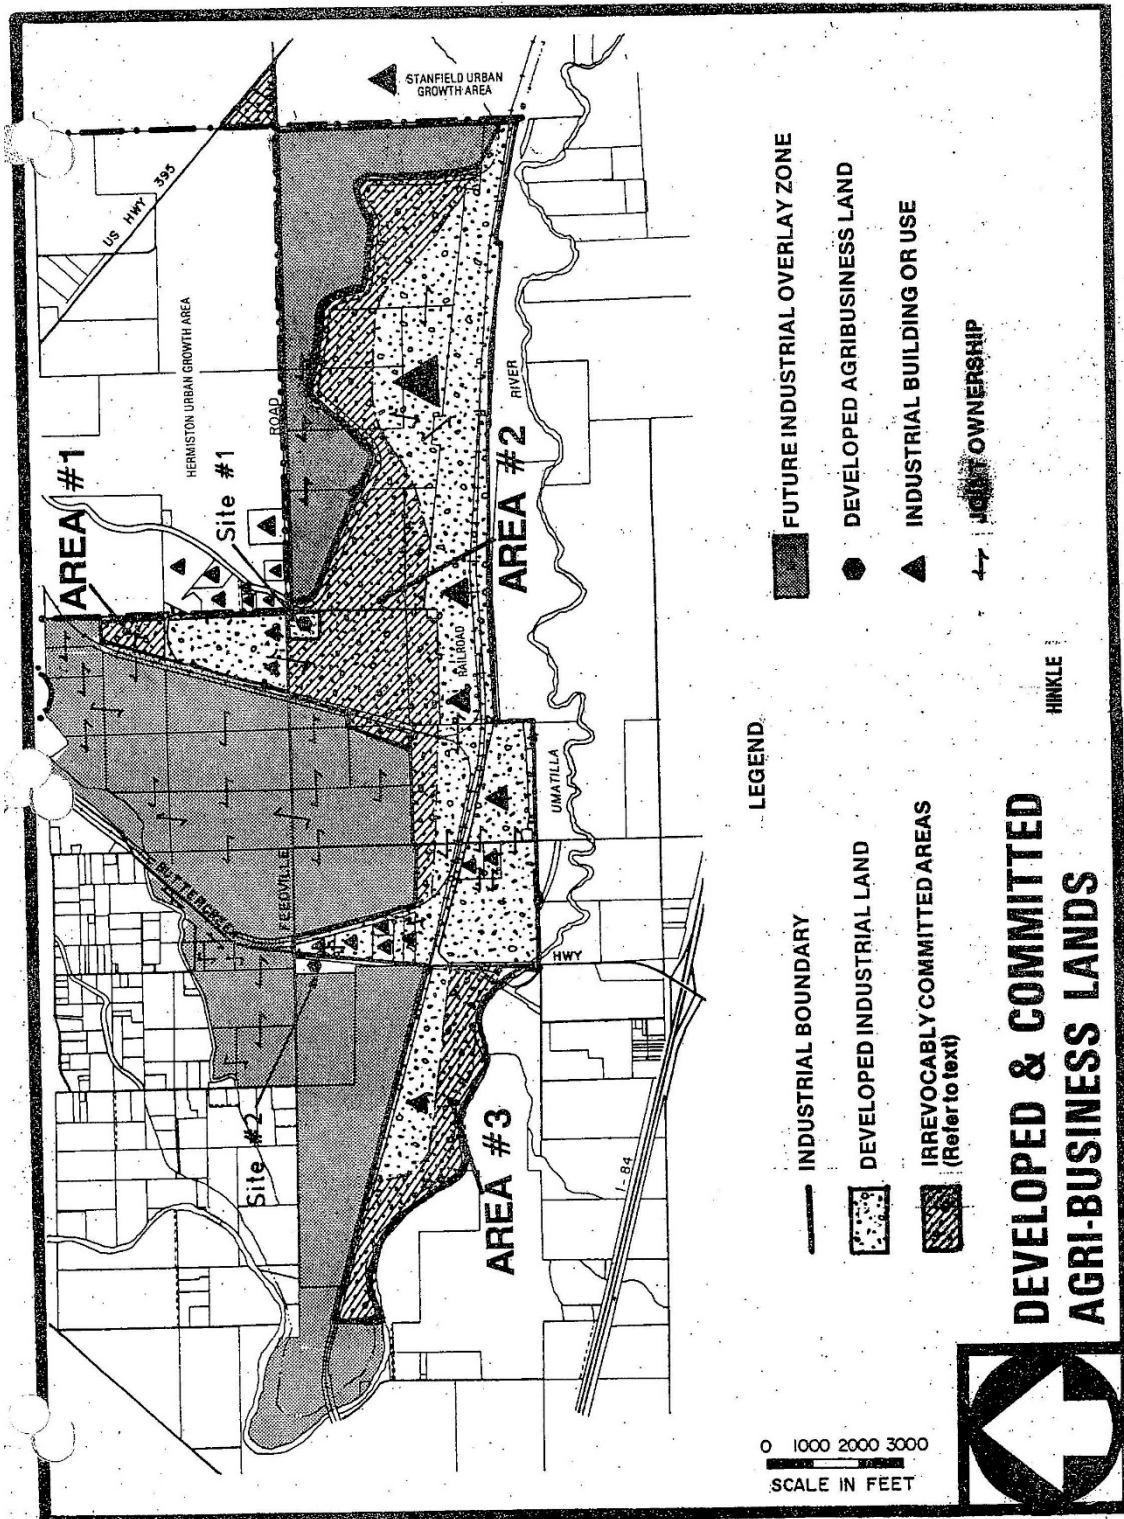 STANFIELD URBAN
GROWTH AREA
US HWY 395
HERMISTON URBAN GROWTH AREA
AREA #1
Site #1
ROAD
FEEDVILLE
BUTTERCREEK
HWY
RAILROAD
AREA #2
RIVER
UMATILLA
Site #2
AREA #3
I-84
LEGEND
INDUSTRIAL BOUNDARY
DEVELOPED INDUSTRIAL LAND
IRREVOCABLY COMMITTED AREAS
(Refer to text)
FUTURE INDUSTRIAL OVERLAY ZONE
DEVELOPED AGRIBUSINESS LAND
INDUSTRIAL BUILDING OR USE
JOINT OWNERSHIP
HINKLE
DEVELOPED & COMMITTED
AGRI-BUSINESS LANDS
0 1000 2000 3000
SCALE IN FEET